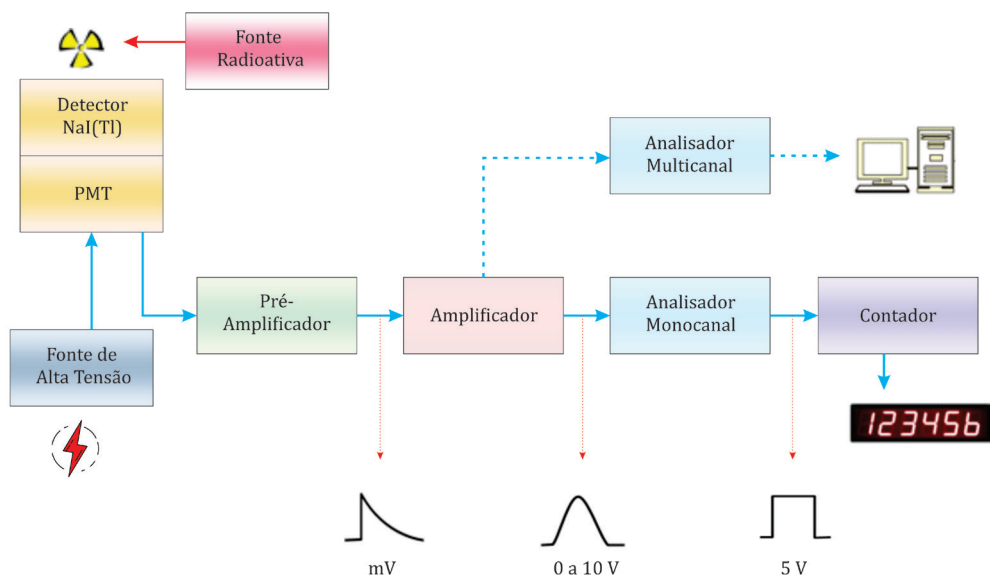 Fonte
Radioativa
Detector
NaI(Tl)
PMT
Analisador
Multicanal
Pré-
Amplificador
Amplificador
Analisador
Monocanal
Contador
Fonte de
Alta Tensão
123456
mV
0 a 10 V
5 V